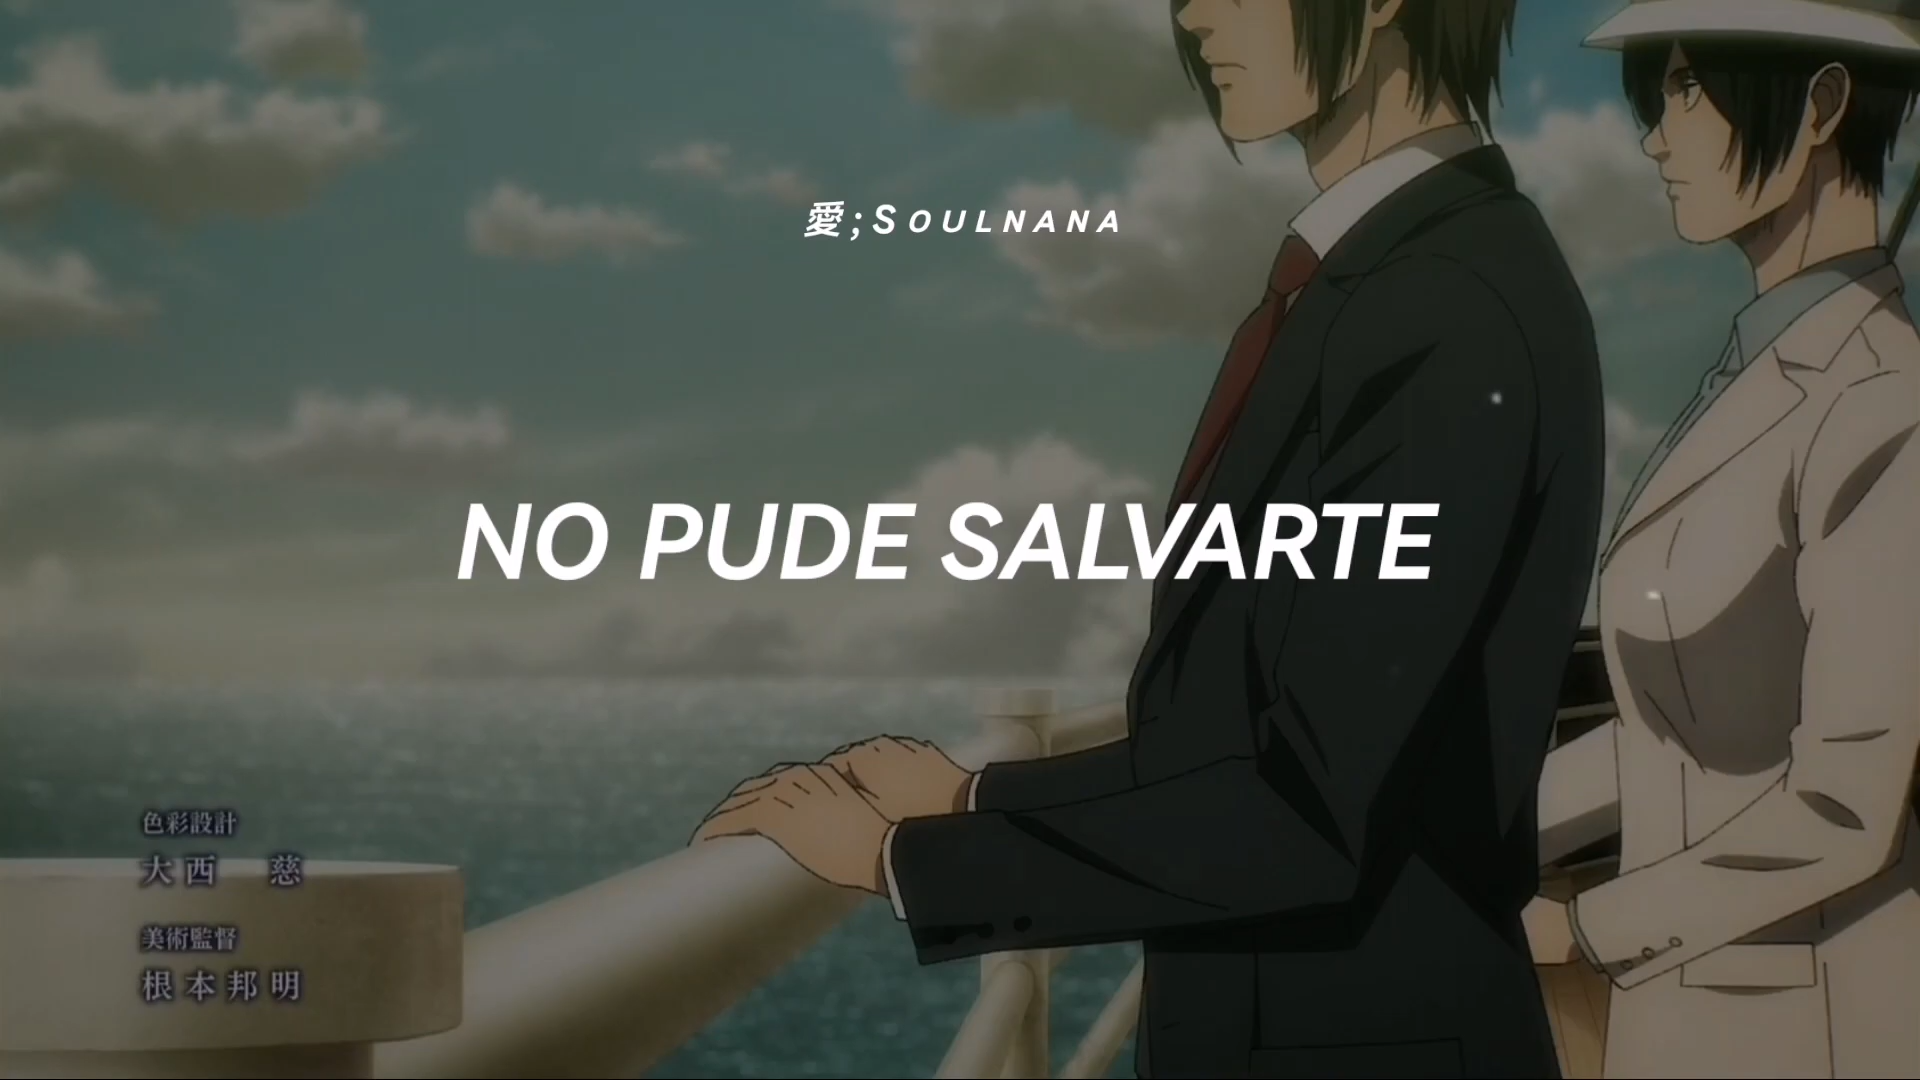 愛;SOULNANA
NO PUDE SALVARTE
色彩設計
大西 慈
美術監督
根本邦明